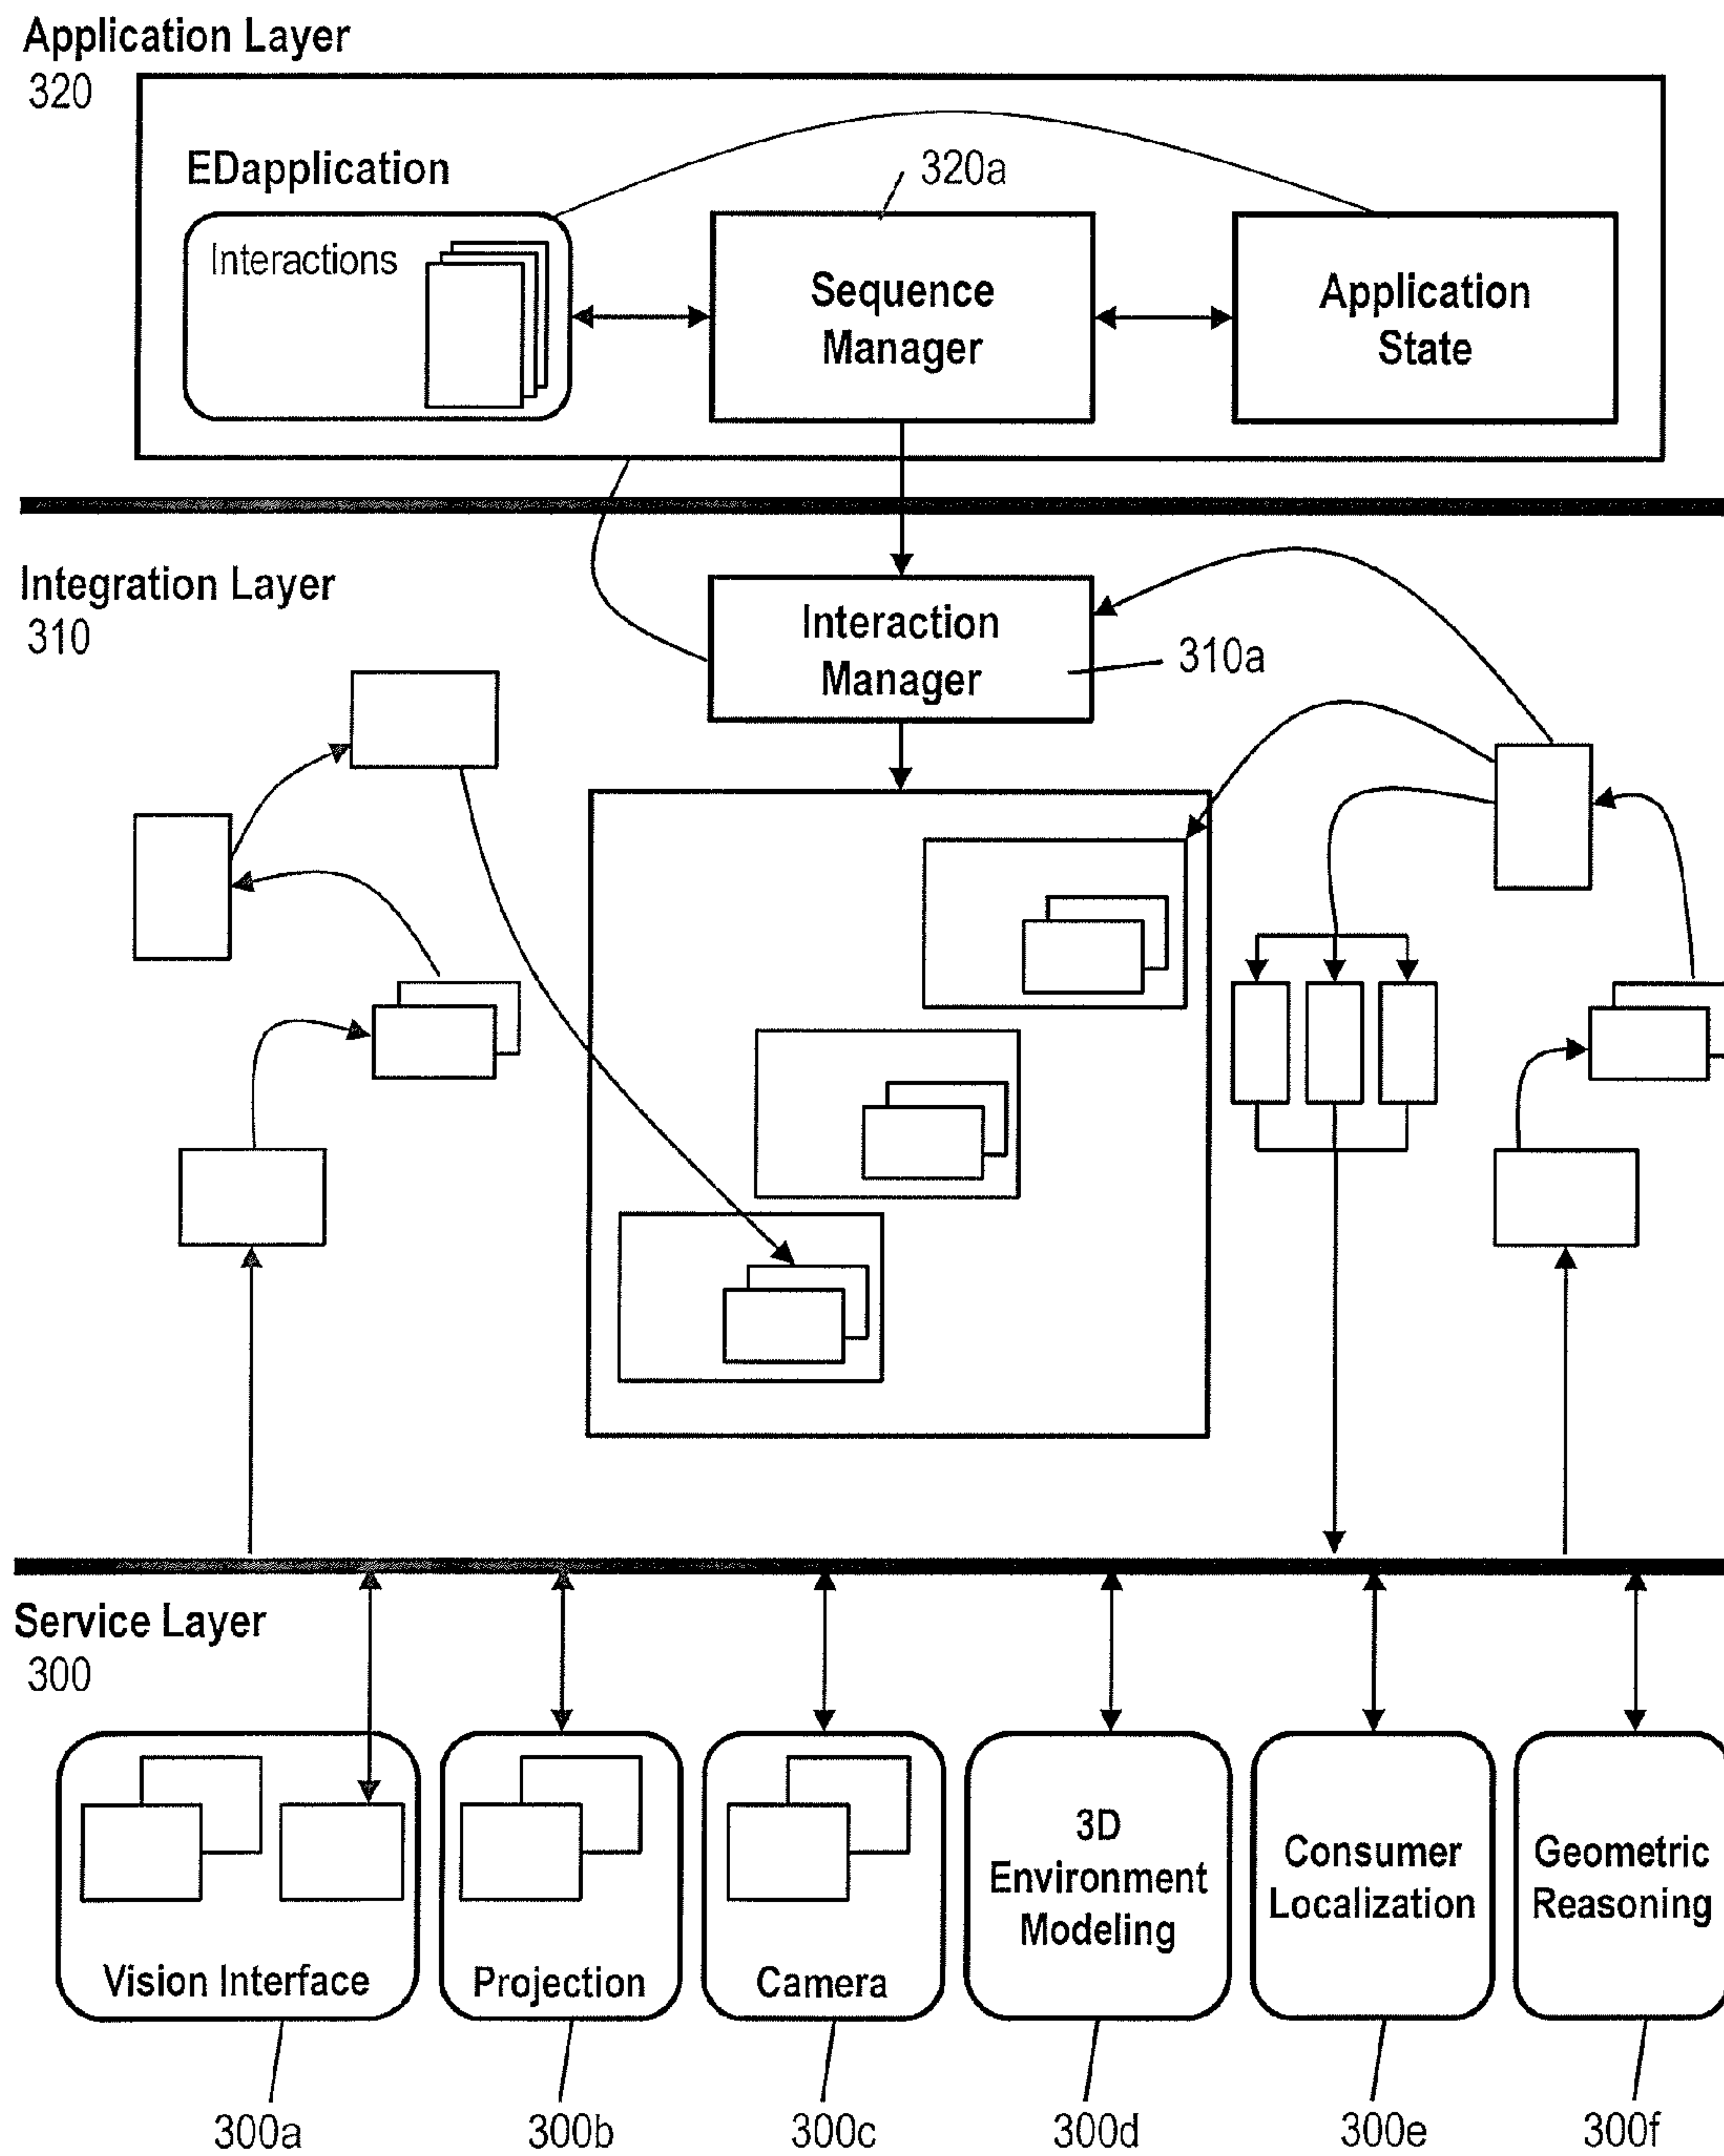 Application Layer
320
EDapplication
320a
Interactions
Sequence
Manager
Application
State
Integration Layer
310
Interaction
Manager
310a
Service Layer
300
Vision Interface
Projection
Camera
3D
Environment
Modeling
Consumer
Localization
Geometric
Reasoning
300a
300b
300c
300d
300e
300f